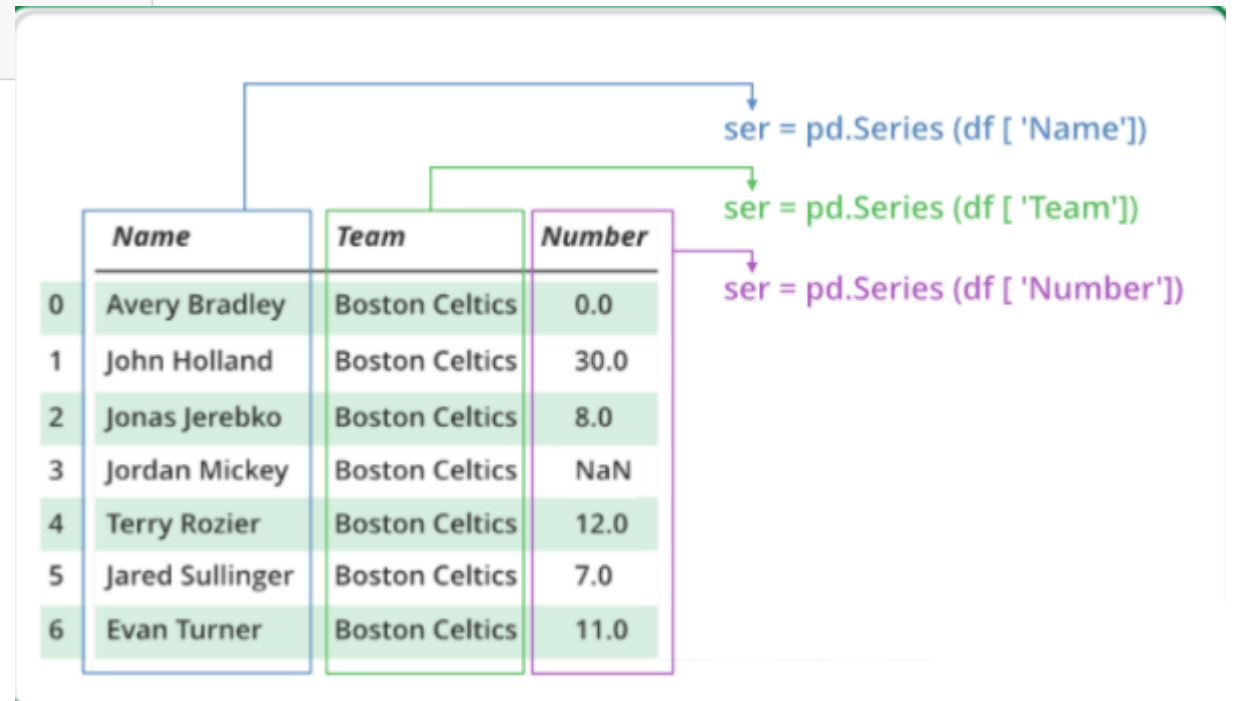 ser = pd.Series (df [ 'Name'])
ser = pd.Series (df [ 'Team'])
ser = pd.Series (df [ 'Number'])
Name Team Number
0 Avery Bradley Boston Celtics 0.0
1 John Holland Boston Celtics 30.0
2 Jonas Jerebko Boston Celtics 8.0
3 Jordan Mickey Boston Celtics NaN
4 Terry Rozier Boston Celtics 12.0
5 Jared Sullinger Boston Celtics 7.0
6 Evan Turner Boston Celtics 11.0